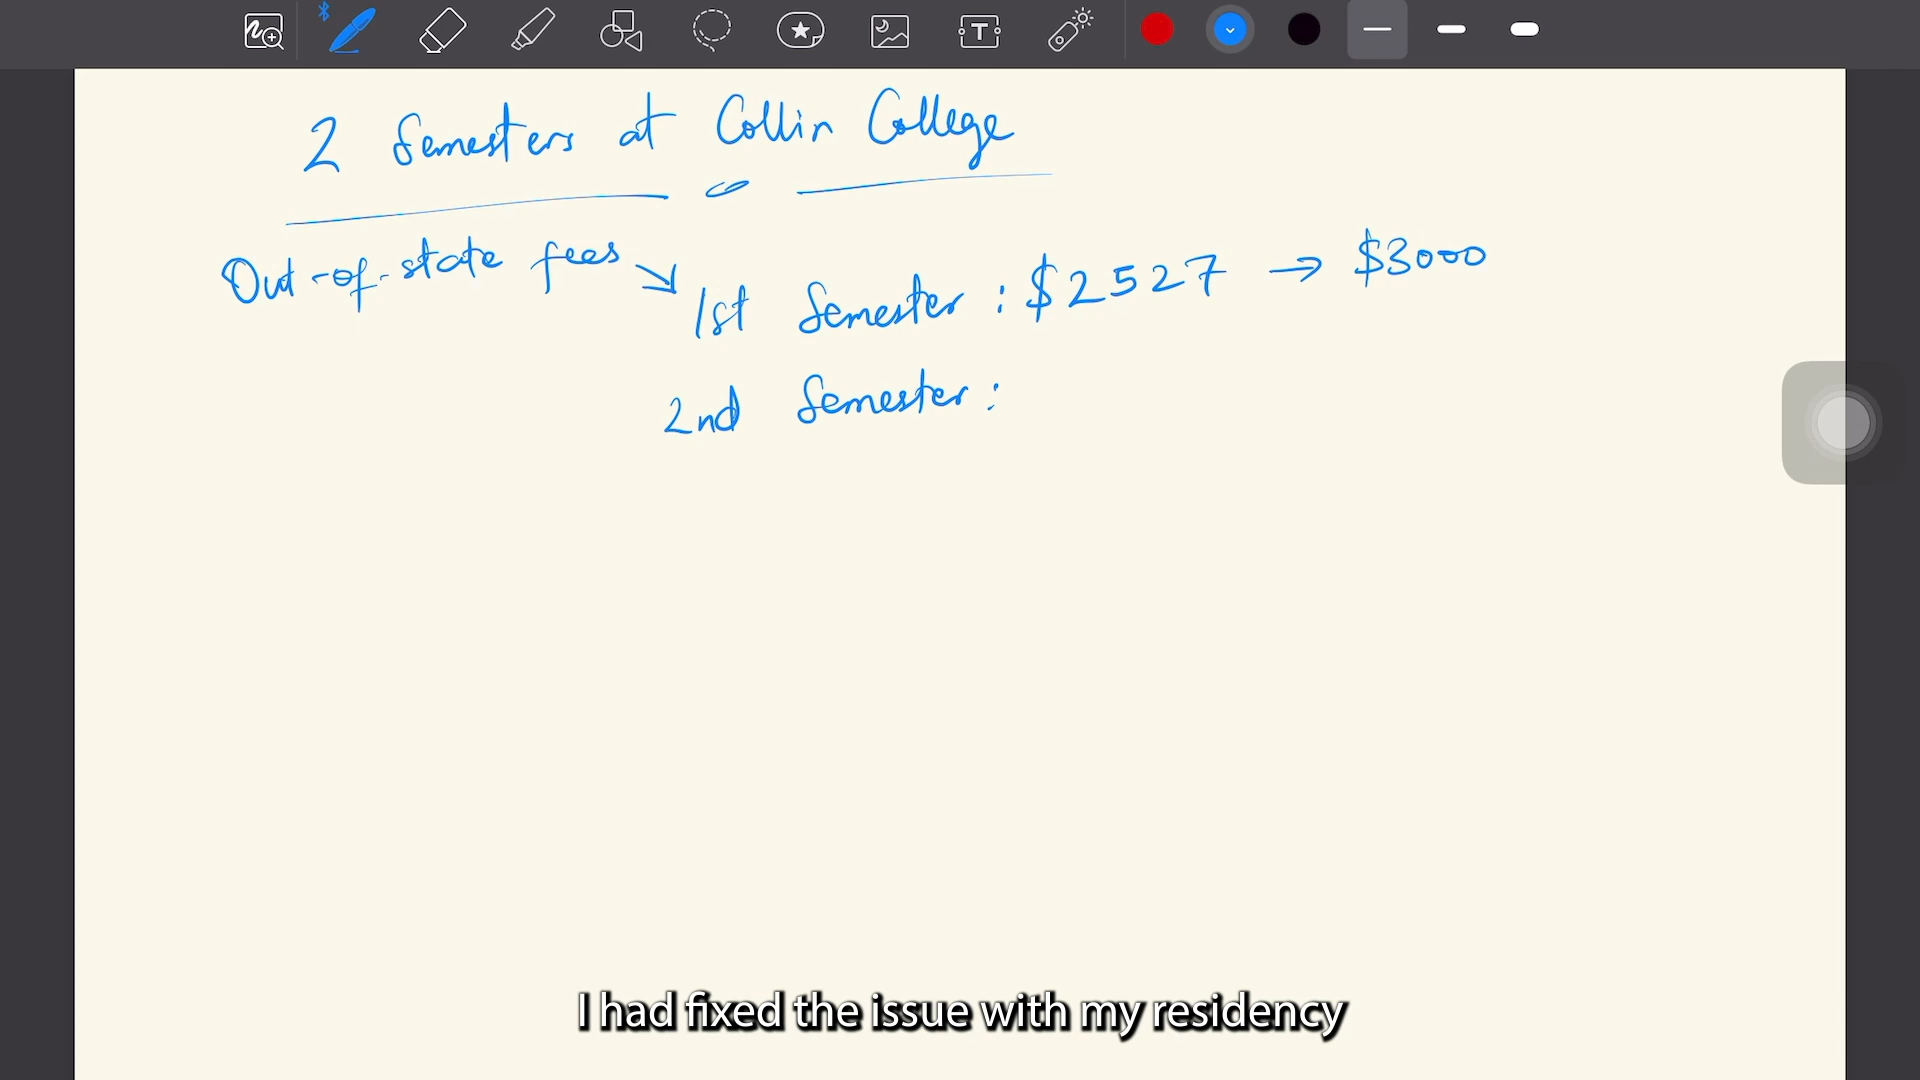 2 Semesters at Collin College
Out-of-state fees
1st Semester : $2527 → $3000
2nd Semester :
I had fixed the issue with my residency